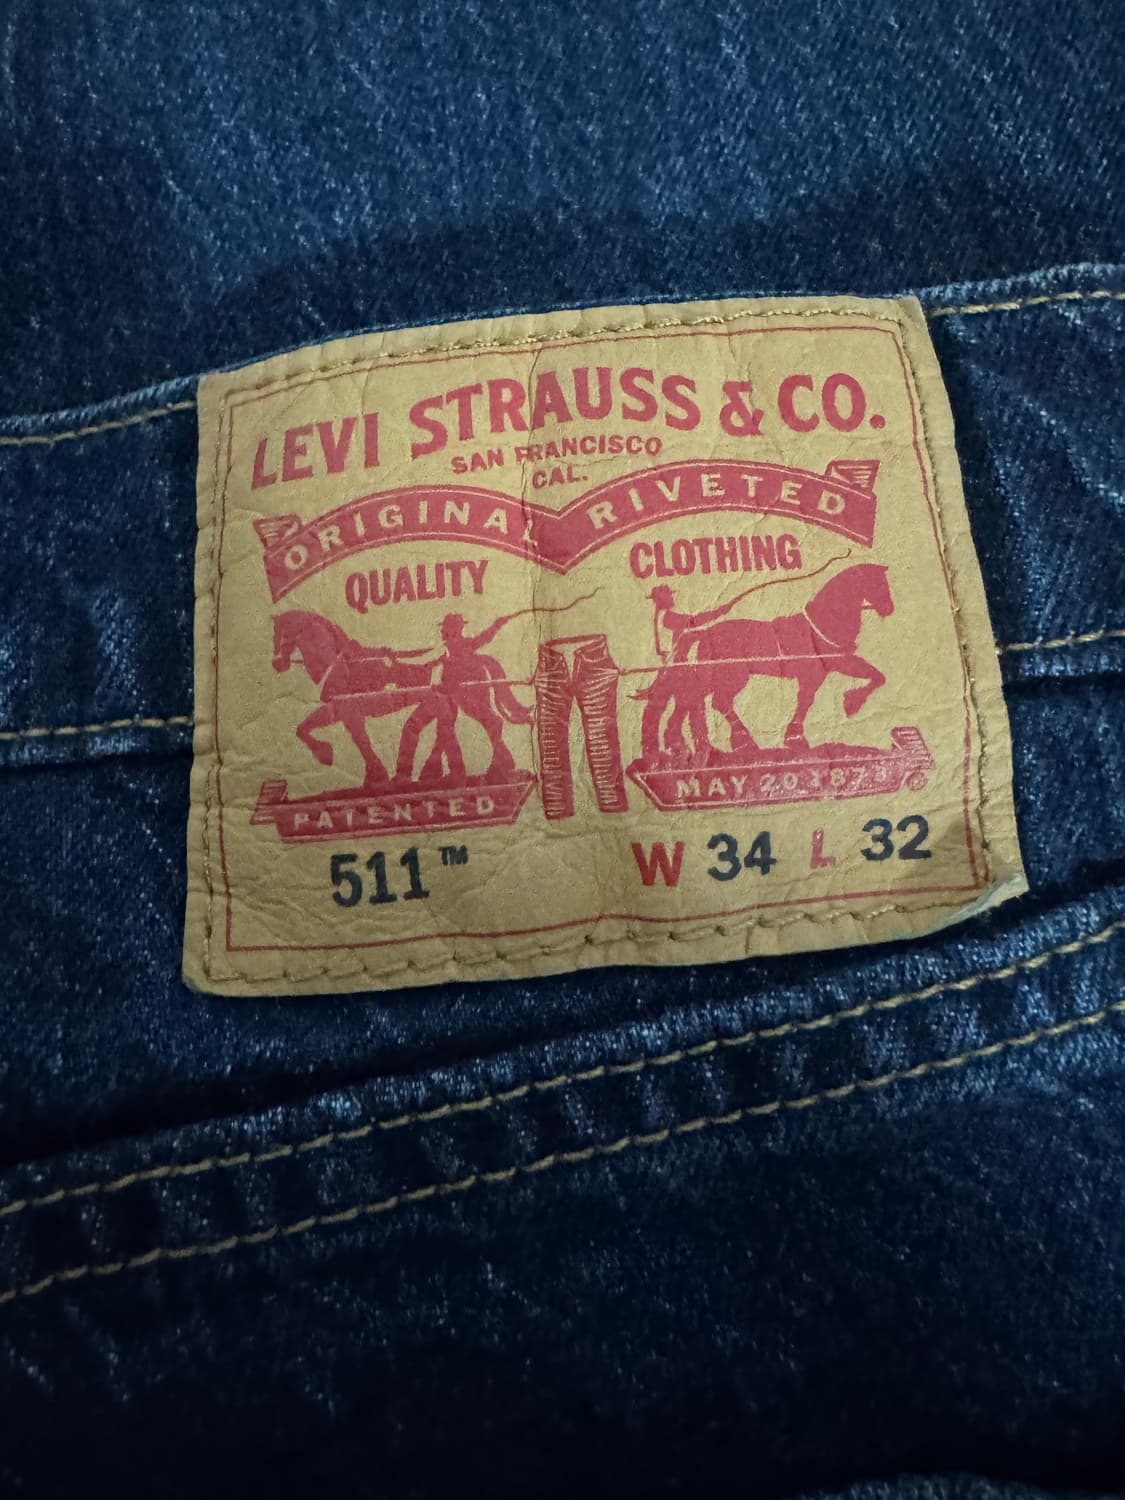 LEVI STRAUSS & CO.
SAN FRANCISCO
CAL.
ORIGINAL RIVETED
QUALITY CLOTHING
PATENTED MAY 20 1873
511™ W 34 L 32